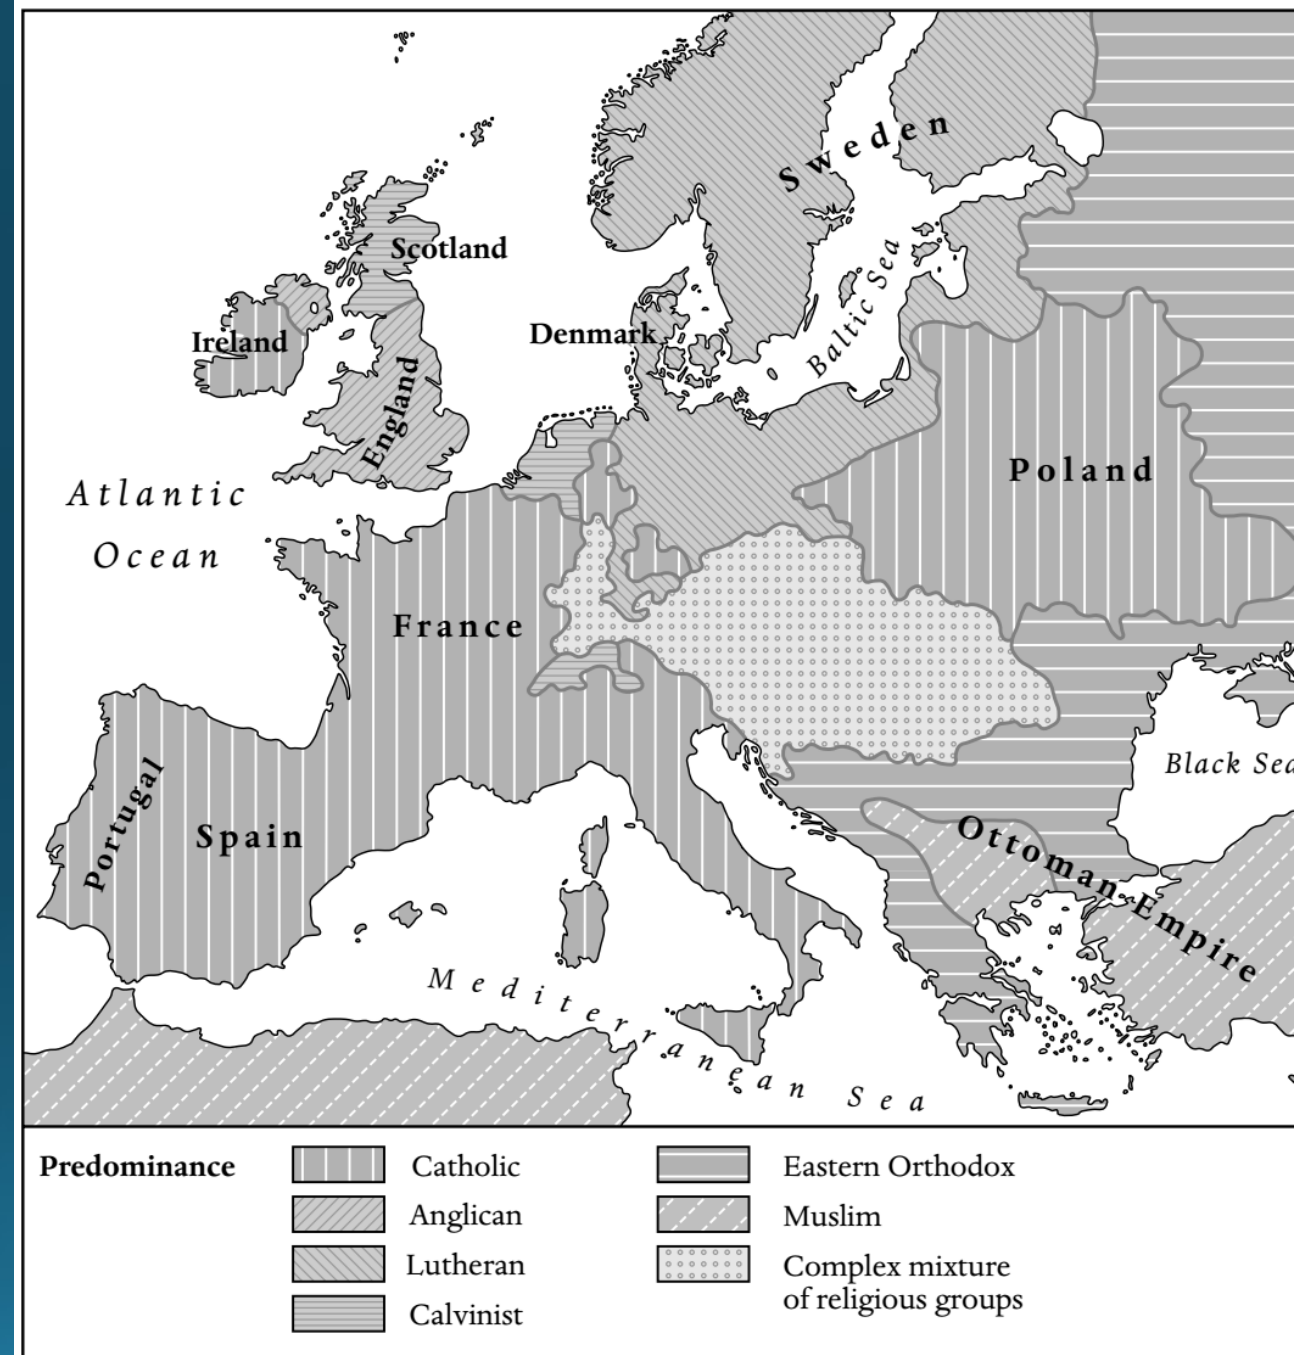 Sweden
Scotland
Baltic Sea
Denmark
Ireland
England
Poland
Atlantic
Ocean
France
Black Sea
Portugal
Spain
Ottoman Empire
Mediterranean Sea
Predominance
Catholic
Anglican
Lutheran
Calvinist
Eastern Orthodox
Muslim
Complex mixture
of religious groups